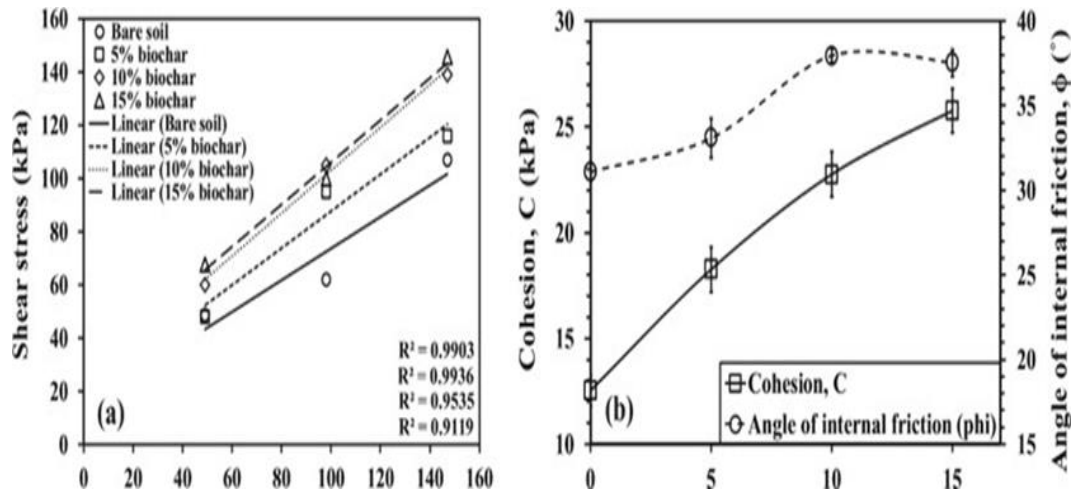 160
140
120
100
80
60
40
20
0
Shear stress (kPa)
Bare soil
5% biochar
10% biochar
15% biochar
Linear (Bare soil)
Linear (5% biochar)
Linear (10% biochar)
Linear (15% biochar)
R² = 0.9903
R² = 0.9936
R² = 0.9535
R² = 0.9119
(a)
0 20 40 60 80 100 120 140 160
30
25
20
15
10
Cohesion, C (kPa)
40
35
30
25
20
15
Angle of internal friction, ϕ (°)
Cohesion, C
Angle of internal friction (phi)
(b)
0 5 10 15